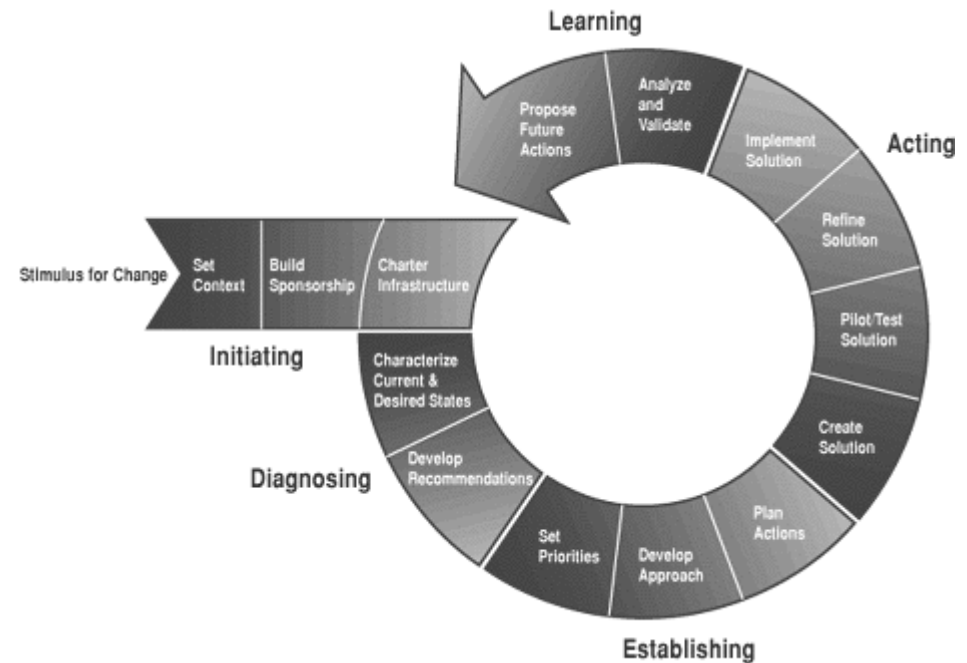 Learning
Analyze
and
Validate
Propose
Future
Actions
Implement
Solution
Acting
Refine
Solution
Stimulus for Change
Set
Context
Build
Sponsorship
Charter
Infrastructure
Pilot/Test
Solution
Initiating
Characterize
Current &
Desired States
Create
Solution
Diagnosing
Develop
Recommendations
Set
Priorities
Develop
Approach
Plan
Actions
Establishing